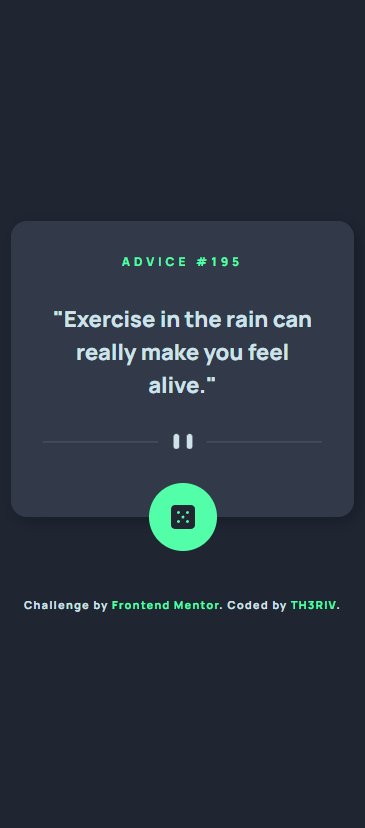 ADVICE #195
"Exercise in the rain can
really make you feel
alive."
Challenge by Frontend Mentor. Coded by TH3RIV.